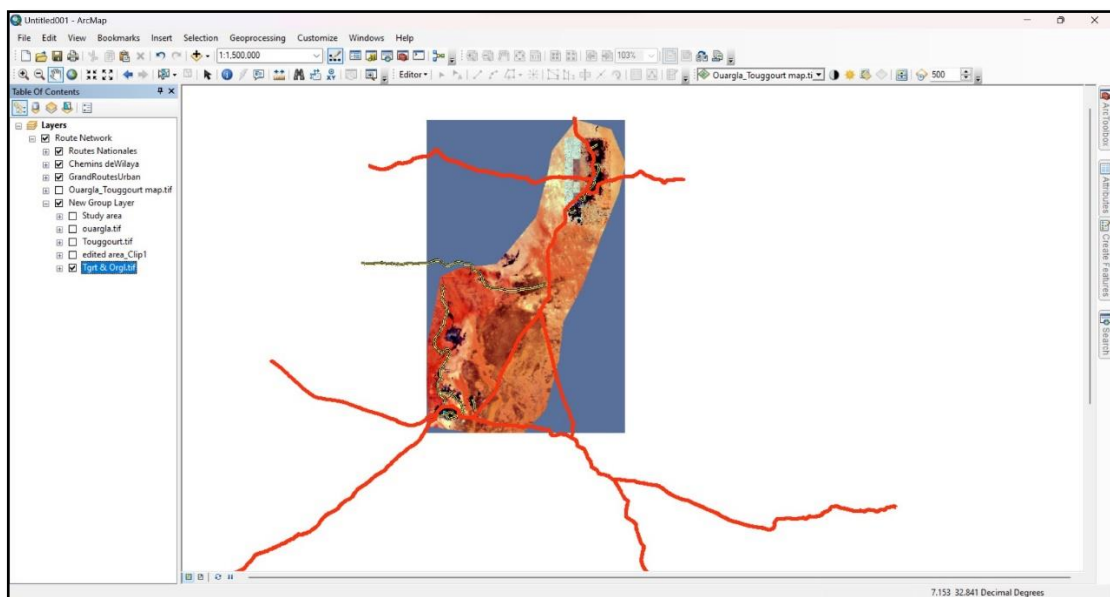 Untitled001 - ArcMap
File Edit View Bookmarks Insert Selection Geoprocessing Customize Windows Help
1:1,500,000 103%
Editor Ouargla_Touggourt map.ti 500
Table Of Contents
Layers
Route Network
Routes Nationales
Chemins deWilaya
GrandRoutesUrban
Ouargla_Touggourt map.tif
New Group Layer
Study area
ouargla.tif
Touggourt.tif
edited area_Clip1
Tgrt & Orgl.tif
ArcToolbox
Attributes
Create Features
Search
7.153 32.841 Decimal Degrees